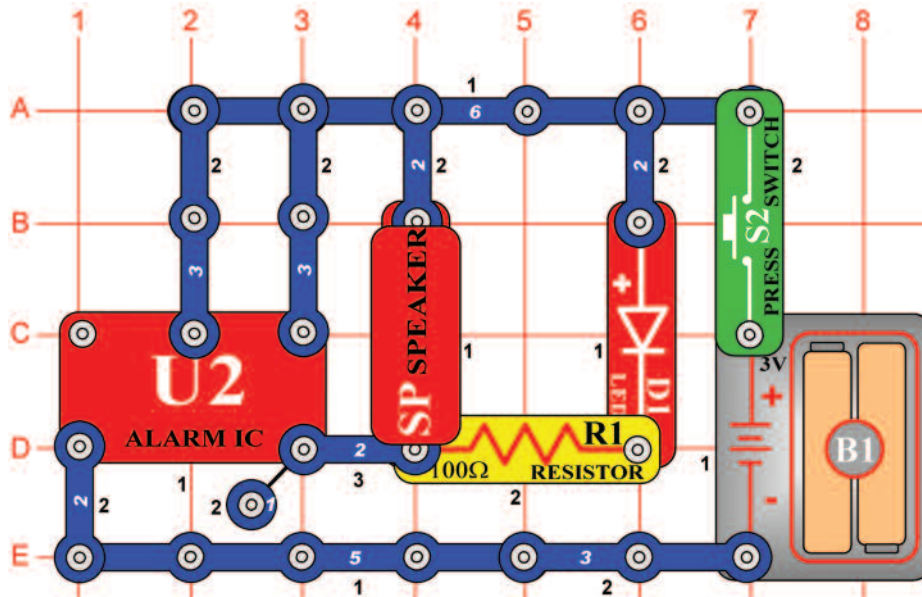 1 2 3 4 5 6 7 8
1
A 6
2 2 2 2 2 2 S2 PRESS SWITCH
B
3 3 SP SPEAKER
+
C
U2 1 1 D1 LED 3V
+
ALARM IC
R1
D 2 B1
100Ω RESISTOR
1 3 2 1
-
2 2 2 1
E 5 3
1 2